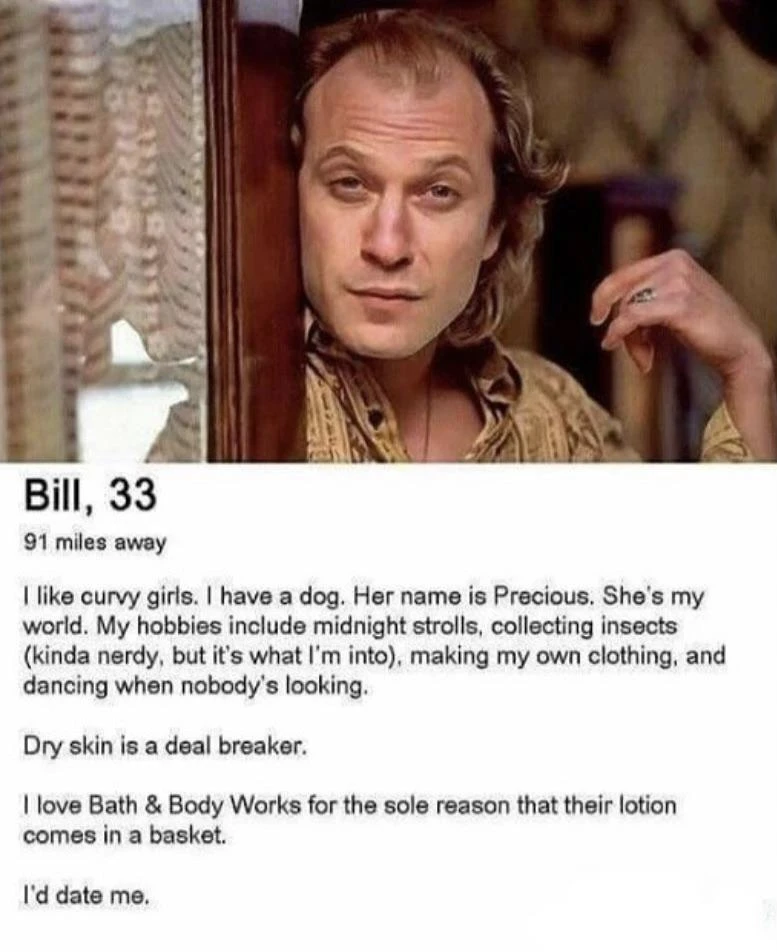 Bill, 33
91 miles away
I like curvy girls. I have a dog. Her name is Precious. She's my
world. My hobbies include midnight strolls, collecting insects
(kinda nerdy, but it's what I'm into), making my own clothing, and
dancing when nobody's looking.
Dry skin is a deal breaker.
I love Bath & Body Works for the sole reason that their lotion
comes in a basket.
I'd date me.